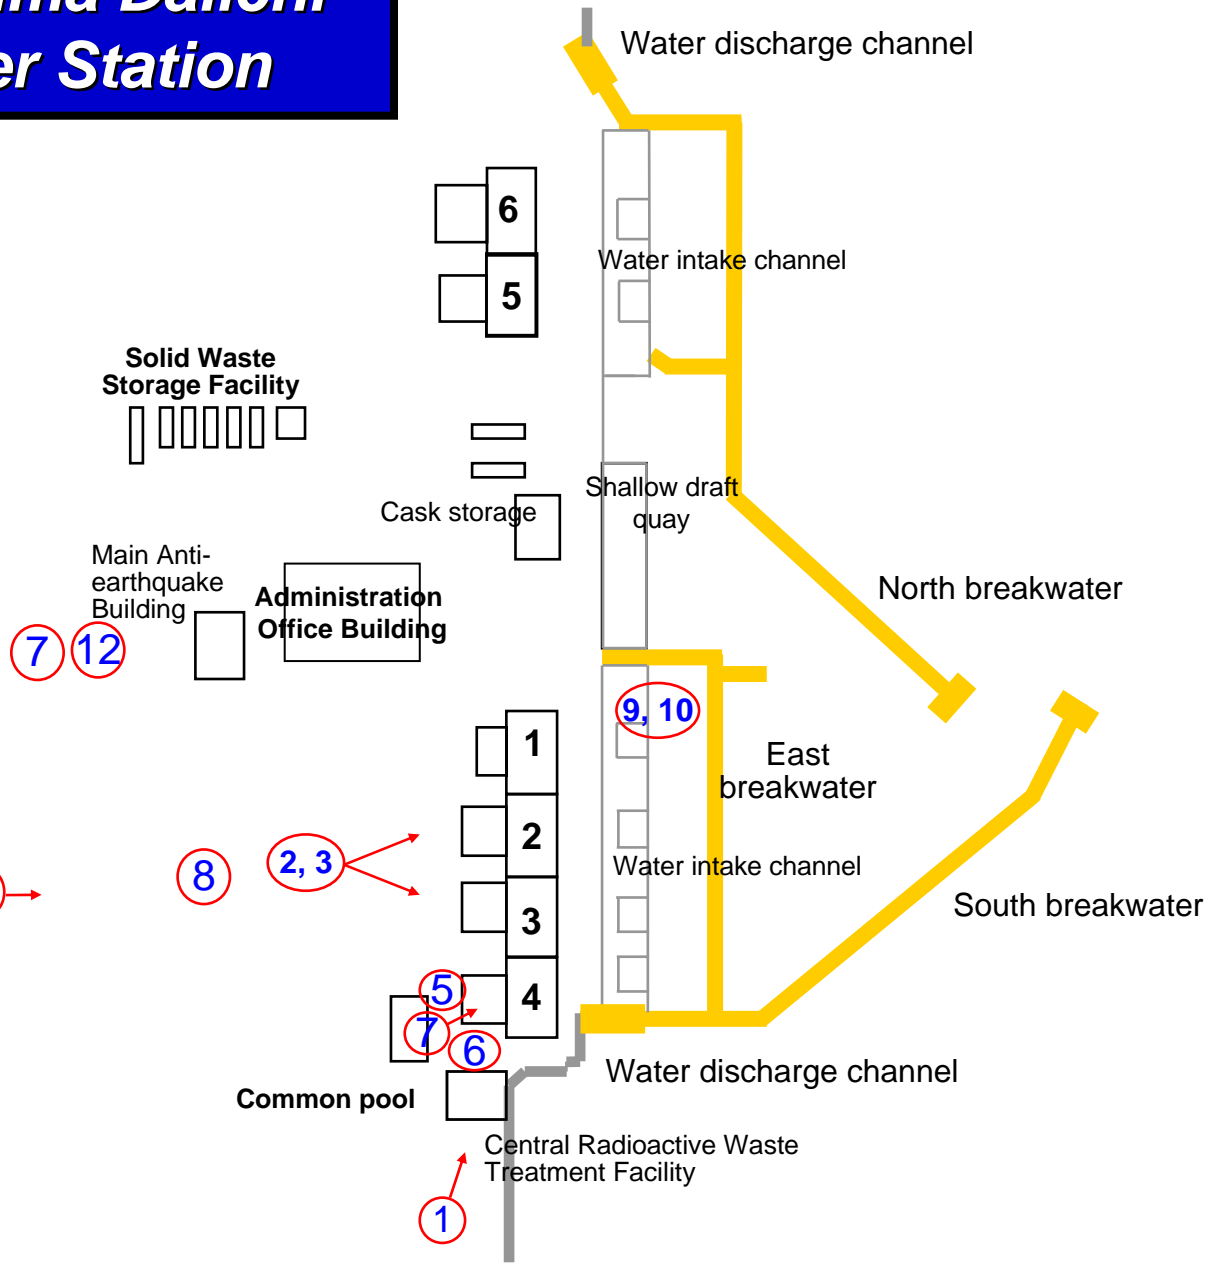 Station
Water discharge channel
6
Water intake channel
5
Solid Waste
Storage Facility
Shallow draft
quay
Cask storage
Main Anti-
earthquake
Building
Administration
Office Building
North breakwater
7
12
9, 10
1
East
breakwater
2
2, 3
8
Water intake channel
3
South breakwater
5
4
7
6
Water discharge channel
Common pool
Central Radioactive Waste
Treatment Facility
1